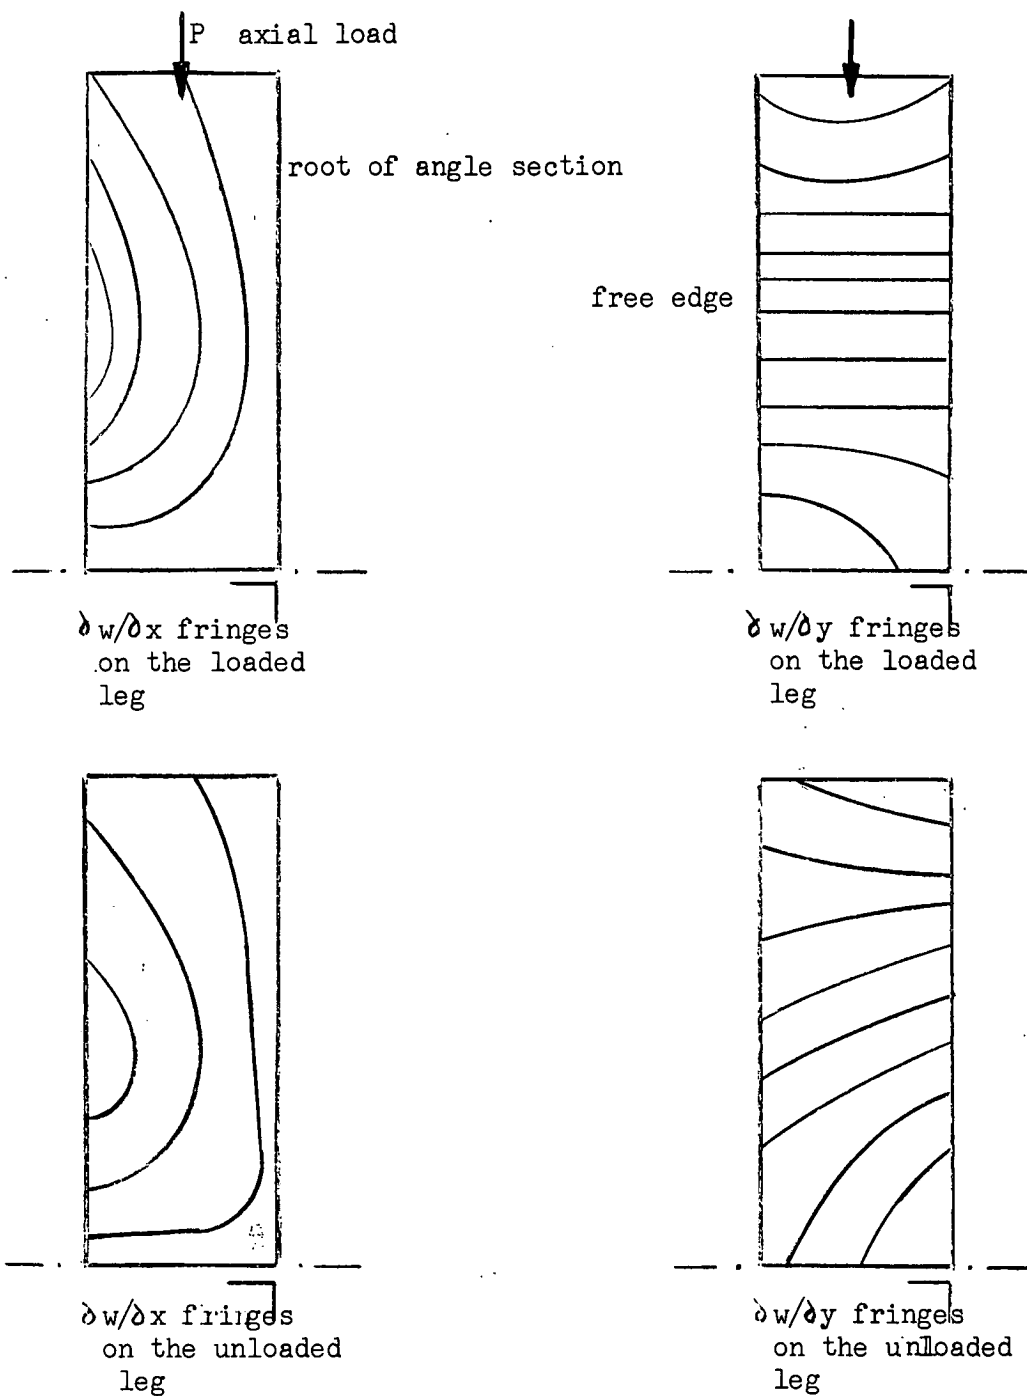 P axial load
root of angle section
free edge
∂w/∂x fringes
on the loaded
leg
∂w/∂y fringes
on the loaded
leg
∂w/∂x fringes
on the unloaded
leg
∂w/∂y fringes
on the unloaded
leg